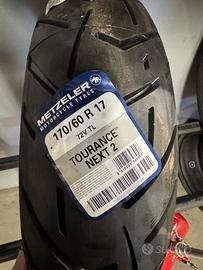 METZELER
MOTORCYCLE TYRES
170/60 R 17
72V TL
TOURANCE
NEXT 2